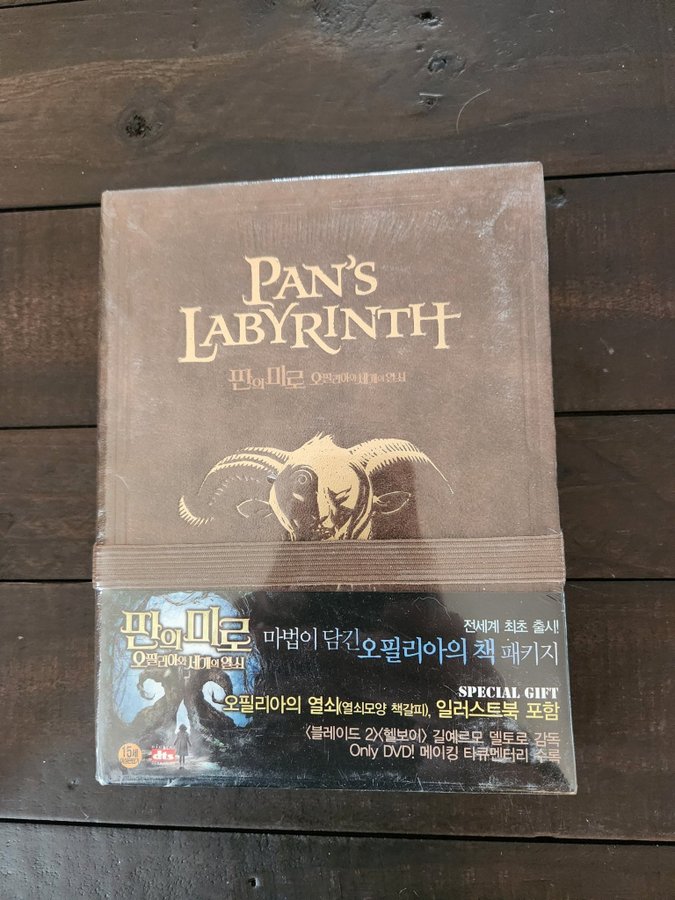 PAN'S
LABYRINTH
판의 미로 오필리아와 세개의 열쇠
판의 미로
오필리아와 세개의 열쇠
전세계 최초 출시!
마법이 담긴 오필리아의 책 패키지
SPECIAL GIFT
오필리아의 열쇠(열쇠모양 책갈피), 일러스트북 포함
<블레이드 2><헬보이> 길예르모 델토로 감독
Only DVD! 메이킹 타큐멘터리 수록
15세
dts